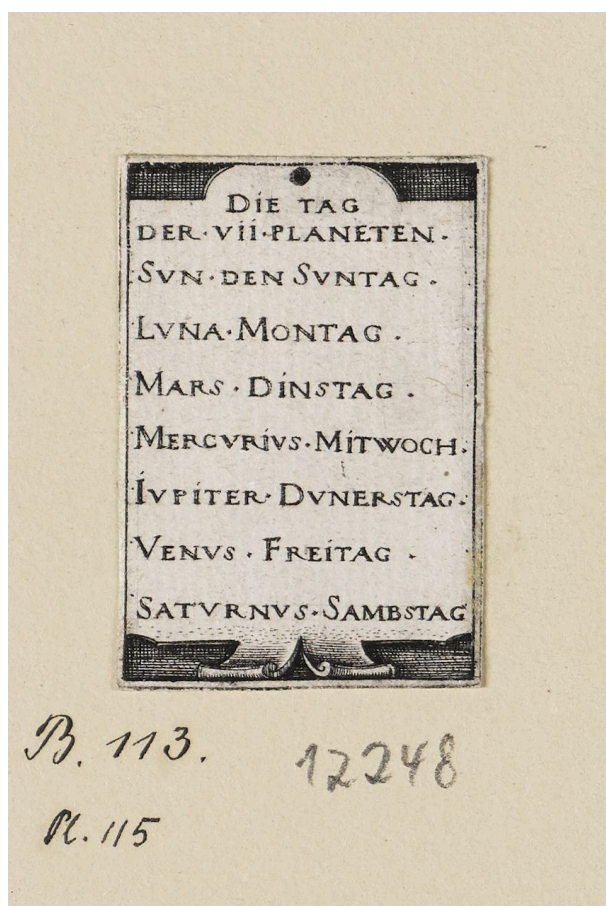 DiE TAG
DER·VII·PLANETEN·
SVN·DEN SVNTAG·
LVNA·MONTAG·
MARS·DINSTAG·
MERCVRIVS·MITWOCH·
IVPITER·DVNERSTAG·
VENVS·FREITAG·
SATVRNVS·SAMBSTAG
B. 113.
12248
Pl. 115